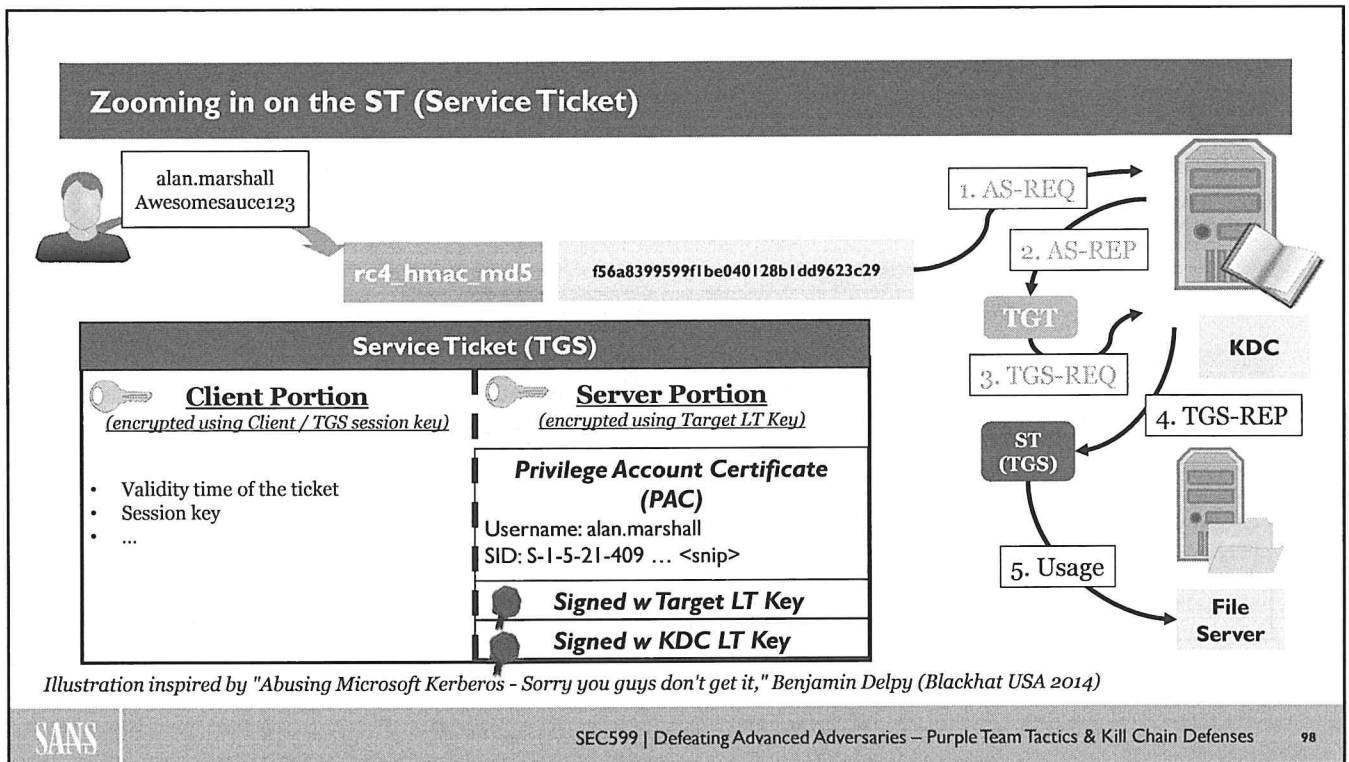 Zooming in on the ST (Service Ticket)
alan.marshall
Awesomesauce123
rc4_hmac_md5
f56a8399599f1be040128b1dd9623c29
1. AS-REQ
2. AS-REP
TGT
3. TGS-REQ
KDC
4. TGS-REP
ST
(TGS)
5. Usage
File
Server
Service Ticket (TGS)
Client Portion
(encrypted using Client / TGS session key)
• Validity time of the ticket
• Session key
• ...
Server Portion
(encrypted using Target LT Key)
Privilege Account Certificate
(PAC)
Username: alan.marshall
SID: S-1-5-21-409 ... <snip>
Signed w Target LT Key
Signed w KDC LT Key
Illustration inspired by "Abusing Microsoft Kerberos - Sorry you guys don't get it," Benjamin Delpy (Blackhat USA 2014)
SANS
SEC599 | Defeating Advanced Adversaries – Purple Team Tactics & Kill Chain Defenses 98